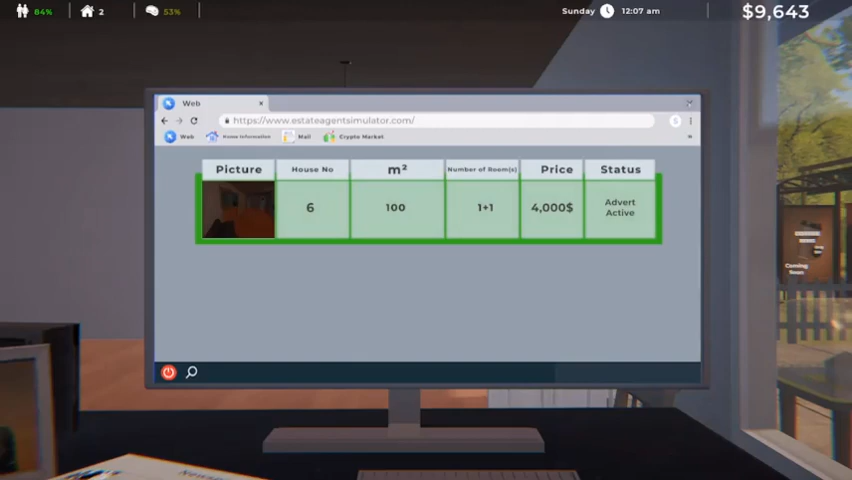 84%
2
53%
Sunday
12:07 am
$9,643
Web
https://www.estateagentsimulator.com/
Web
Home Information
Mail
Crypto Market
Picture
House No
m²
Number of Room(s)
Price
Status
6
100
1+1
4,000$
Advert
Active
Coming
Soon